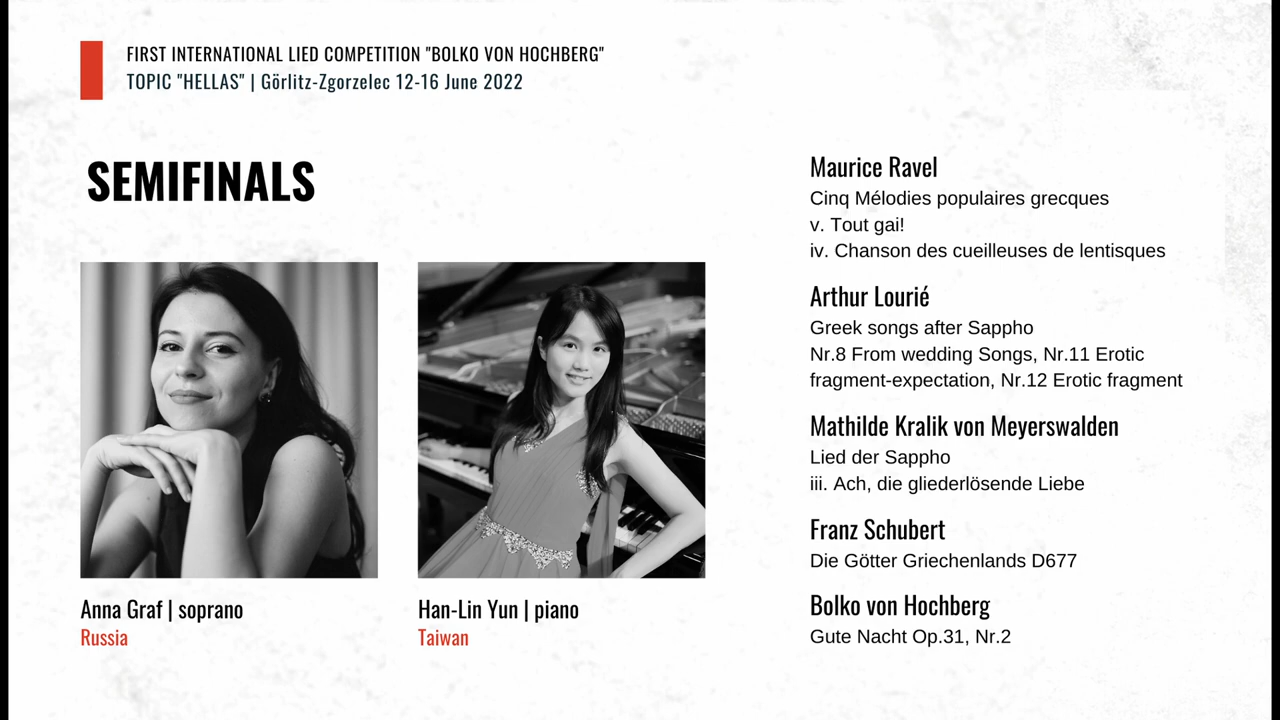 FIRST INTERNATIONAL LIED COMPETITION "BOLKO VON HOCHBERG"
TOPIC "HELLAS" | Görlitz-Zgorzelec 12-16 June 2022
SEMIFINALS
Anna Graf | soprano
Russia
Han-Lin Yun | piano
Taiwan
Maurice Ravel
Cinq Mélodies populaires grecques
v. Tout gai!
iv. Chanson des cueilleuses de lentisques
Arthur Lourié
Greek songs after Sappho
Nr.8 From wedding Songs, Nr.11 Erotic
fragment-expectation, Nr.12 Erotic fragment
Mathilde Kralik von Meyerswalden
Lied der Sappho
iii. Ach, die gliederlösende Liebe
Franz Schubert
Die Götter Griechenlands D677
Bolko von Hochberg
Gute Nacht Op.31, Nr.2